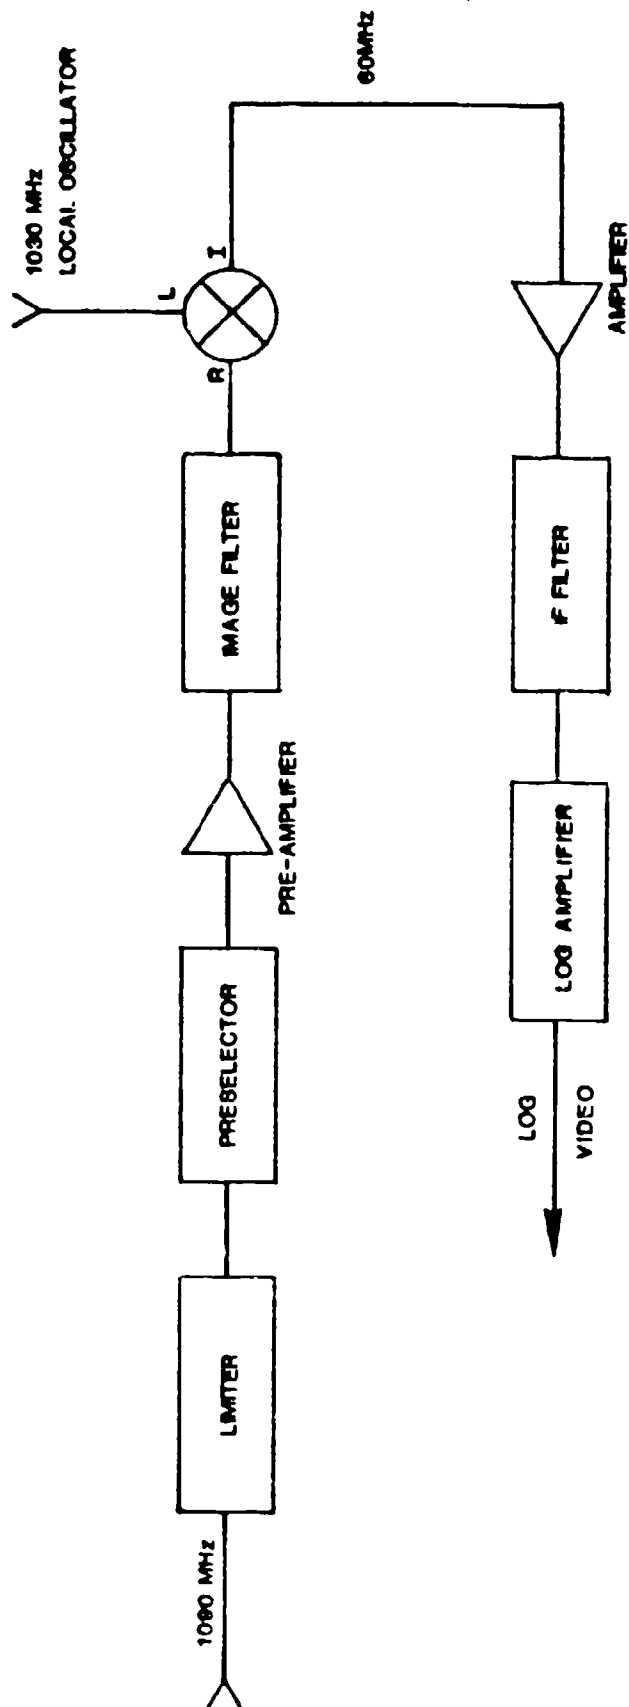 1090 MHz
LIMITER
PRESELECTOR
PRE-AMPLIFIER
IMAGE FILTER
R
L
I
1030 MHz
LOCAL OSCILLATOR
60MHz
AMPLIFIER
IF FILTER
LOG AMPLIFIER
LOG
VIDEO